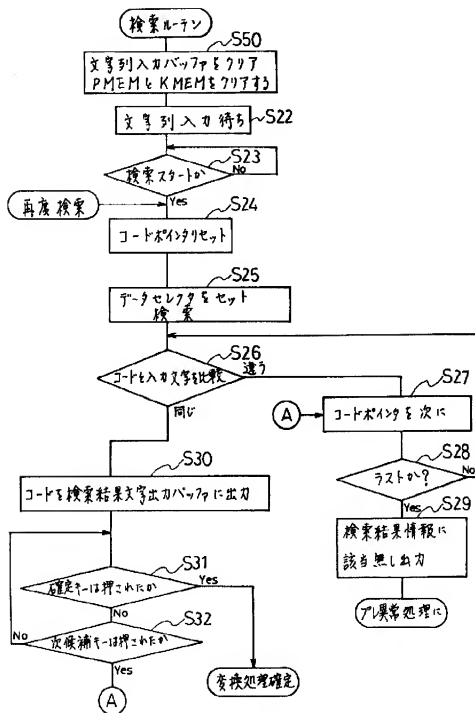 検索ルーチン
S50
文字列入力バッファをクリア
PMEMとKMEMをクリアする
文字列入力待ち
S22
S23
検索スタートか
No
Yes
再度検索
S24
コードポインタリセット
S25
データセレクタをセット
検索
S26
コードと入力文字を比較
違う
同じ
S27
A
コードポインタを次に
S28
ラストか?
No
Yes
S29
検索結果情報に
該当無し出力
プレ異常処理に
S30
コードを検索結果文字出力バッファに出力
S31
確定キーは押されたか
Yes
No
S32
次候補キーは押されたか
No
Yes
A
変換処理確定